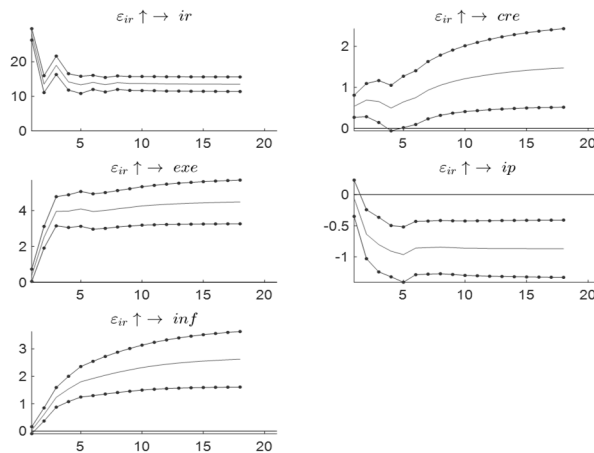 ε_ir ↑ → ir
20
10
5 10 15 20
ε_ir ↑ → cre
2
1
0
5 10 15 20
ε_ir ↑ → exe
4
2
0
5 10 15 20
ε_ir ↑ → ip
0
-0.5
-1
5 10 15 20
ε_ir ↑ → inf
3
2
1
0
5 10 15 20